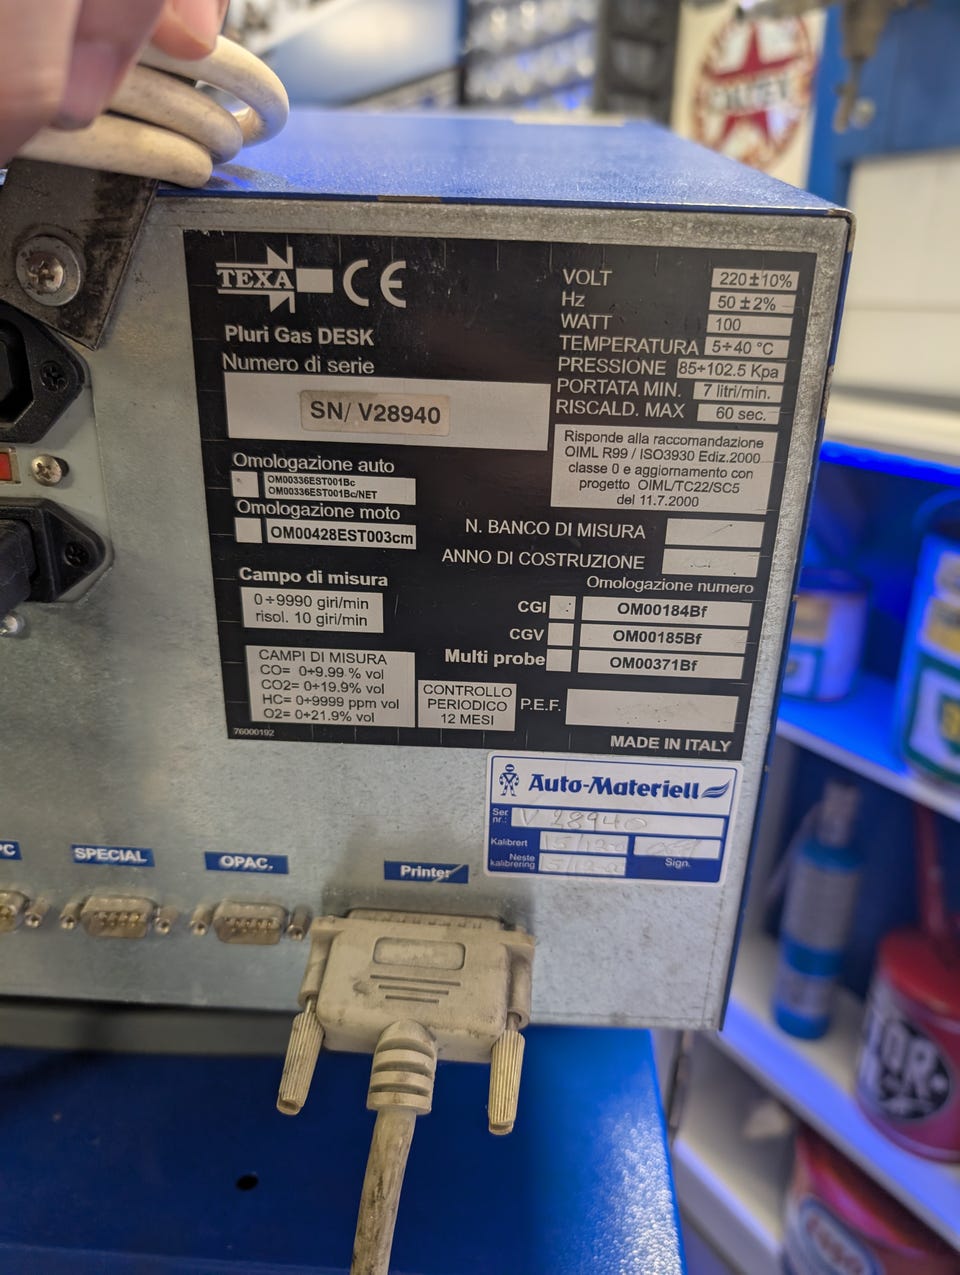 TEXA CE
Pluri Gas DESK
Numero di serie
SN/ V28940
Omologazione auto
OM00336EST001Bc
OM00336EST001Bc/NET
Omologazione moto
OM00428EST003cm
Campo di misura
0÷9990 giri/min
risol. 10 giri/min
CAMPI DI MISURA
CO= 0÷9.99 % vol
CO2= 0÷19.9% vol
HC= 0÷9999 ppm vol
O2= 0÷21.9% vol
76000192
CONTROLLO
PERIODICO
12 MESI
VOLT 220±10%
Hz 50±2%
WATT 100
TEMPERATURA 5÷40 °C
PRESSIONE 85÷102.5 Kpa
PORTATA MIN. 7 litri/min.
RISCALD. MAX 60 sec.
Risponde alla raccomandazione
OIML R99 / ISO3930 Ediz.2000
classe 0 e aggiornamento con
progetto OIML/TC22/SC5
del 11.7.2000
N. BANCO DI MISURA
ANNO DI COSTRUZIONE
Omologazione numero
CGI OM00184Bf
CGV OM00185Bf
Multi probe OM00371Bf
P.E.F.
MADE IN ITALY
Auto-Materiell
Ser nr.: V 28940
Kalibrert
Neste kalibrering
Sign.
PC
SPECIAL
OPAC.
Printer